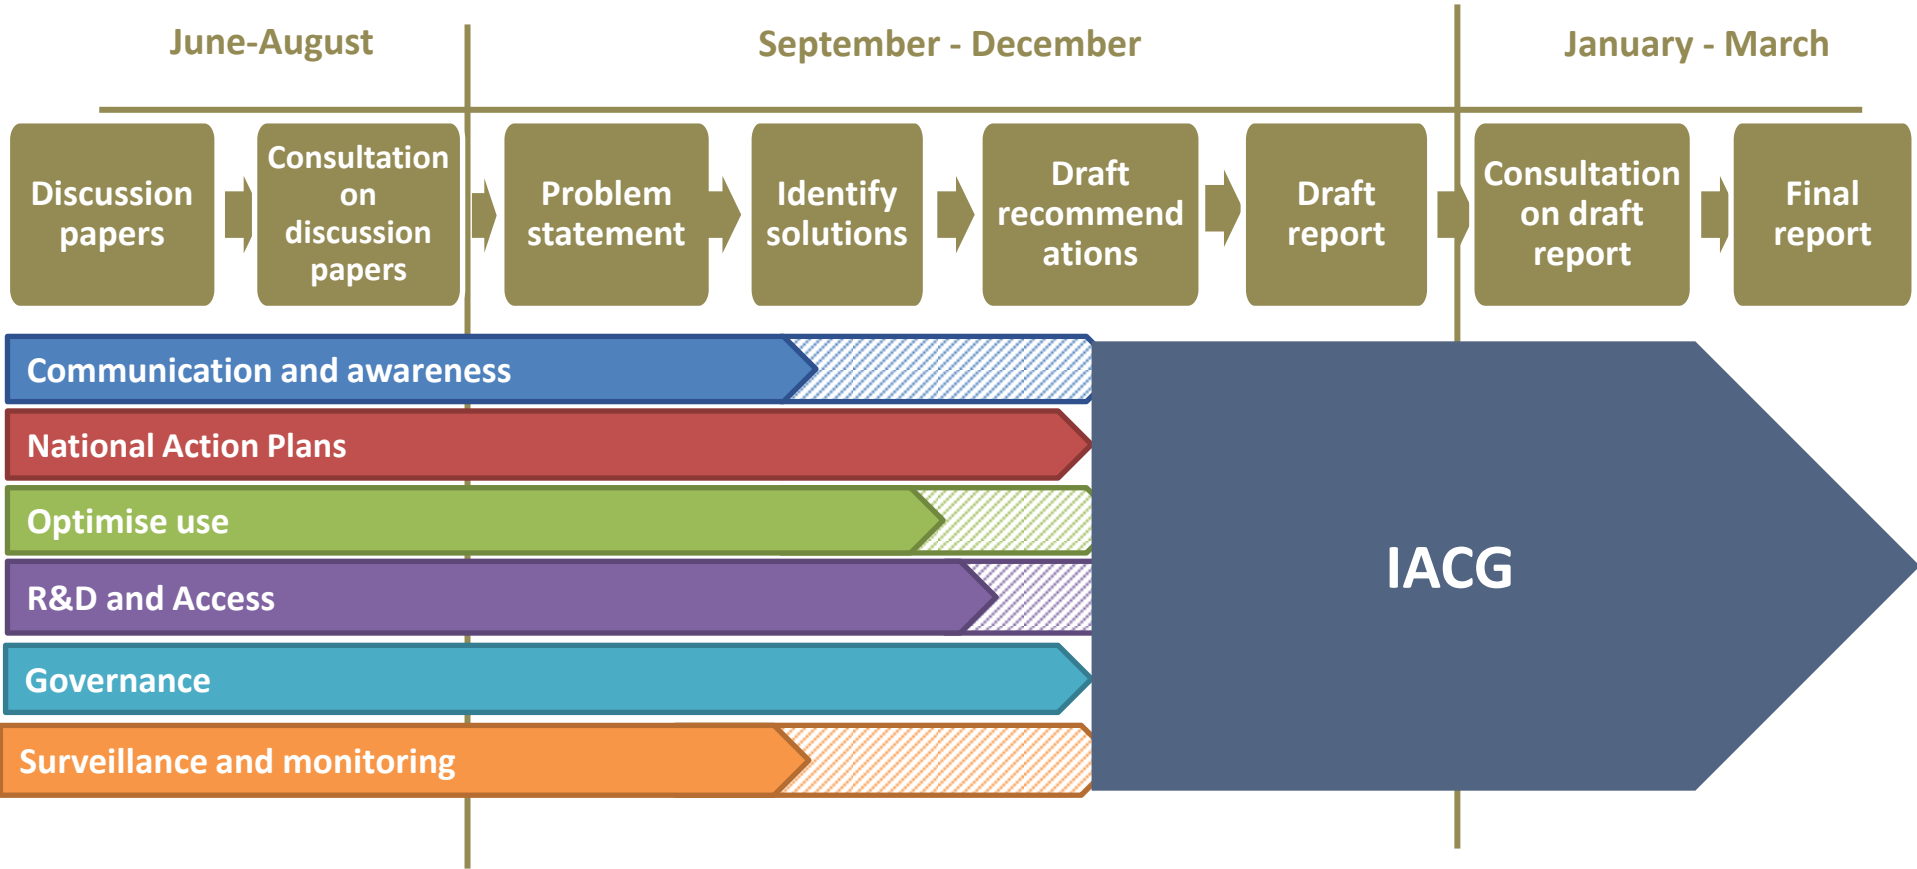 June-August
September - December
January - March
Discussion
papers
Consultation
on
discussion
papers
Problem
statement
Identify
solutions
Draft
recommend
ations
Draft
report
Consultation
on draft
report
Final
report
Communication and awareness
National Action Plans
Optimise use
R&D and Access
Governance
Surveillance and monitoring
IACG